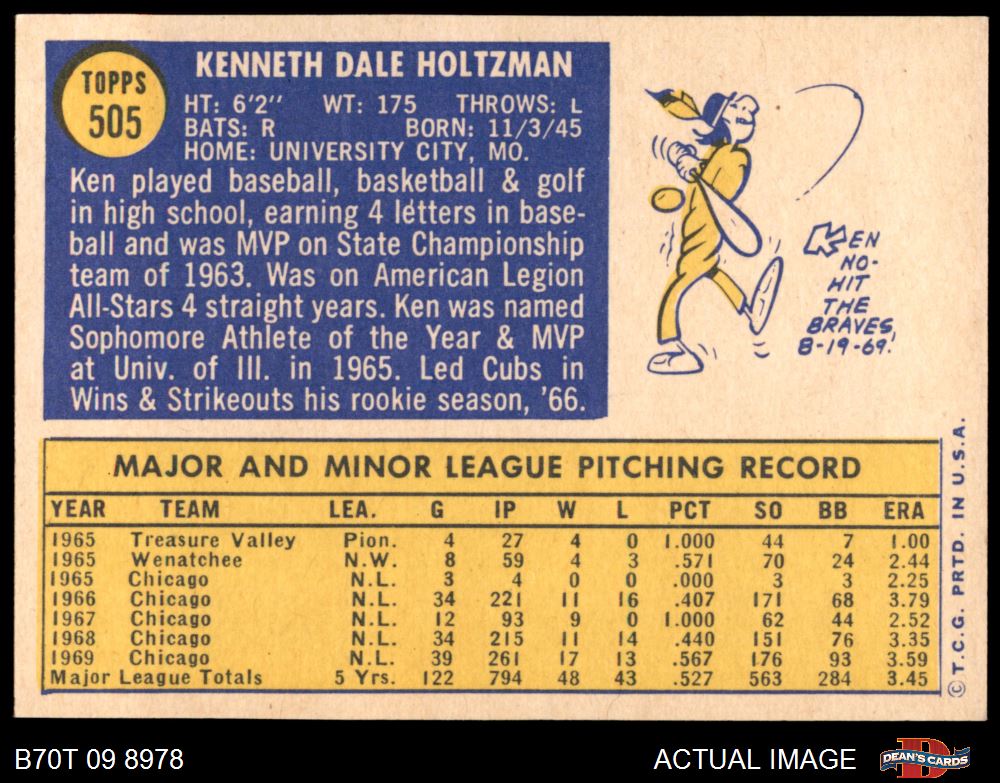 TOPPS
505
KENNETH DALE HOLTZMAN
HT: 6'2" WT: 175 THROWS: L
BATS: R BORN: 11/3/45
HOME: UNIVERSITY CITY, MO.
Ken played baseball, basketball & golf
in high school, earning 4 letters in base-
ball and was MVP on State Championship
team of 1963. Was on American Legion
All-Stars 4 straight years. Ken was named
Sophomore Athlete of the Year & MVP
at Univ. of Ill. in 1965. Led Cubs in
Wins & Strikeouts his rookie season, '66.
KEN
NO-
HIT
THE
BRAVES,
8-19-69!
MAJOR AND MINOR LEAGUE PITCHING RECORD
YEAR TEAM LEA. G IP W L PCT SO BB ERA
1965 Treasure Valley Pion. 4 27 4 0 1.000 44 7 1.00
1965 Wenatchee N.W. 8 59 4 3 .571 70 24 2.44
1965 Chicago N.L. 3 4 0 0 .000 3 3 2.25
1966 Chicago N.L. 34 221 11 16 .407 171 68 3.79
1967 Chicago N.L. 12 93 9 0 1.000 62 44 2.52
1968 Chicago N.L. 34 215 11 14 .440 151 76 3.35
1969 Chicago N.L. 39 261 17 13 .567 176 93 3.59
Major League Totals 5 Yrs. 122 794 48 43 .527 563 284 3.45
© T.C.G. PRTD. IN U.S.A.
B70T 09 8978
ACTUAL IMAGE
DEAN'S CARDS